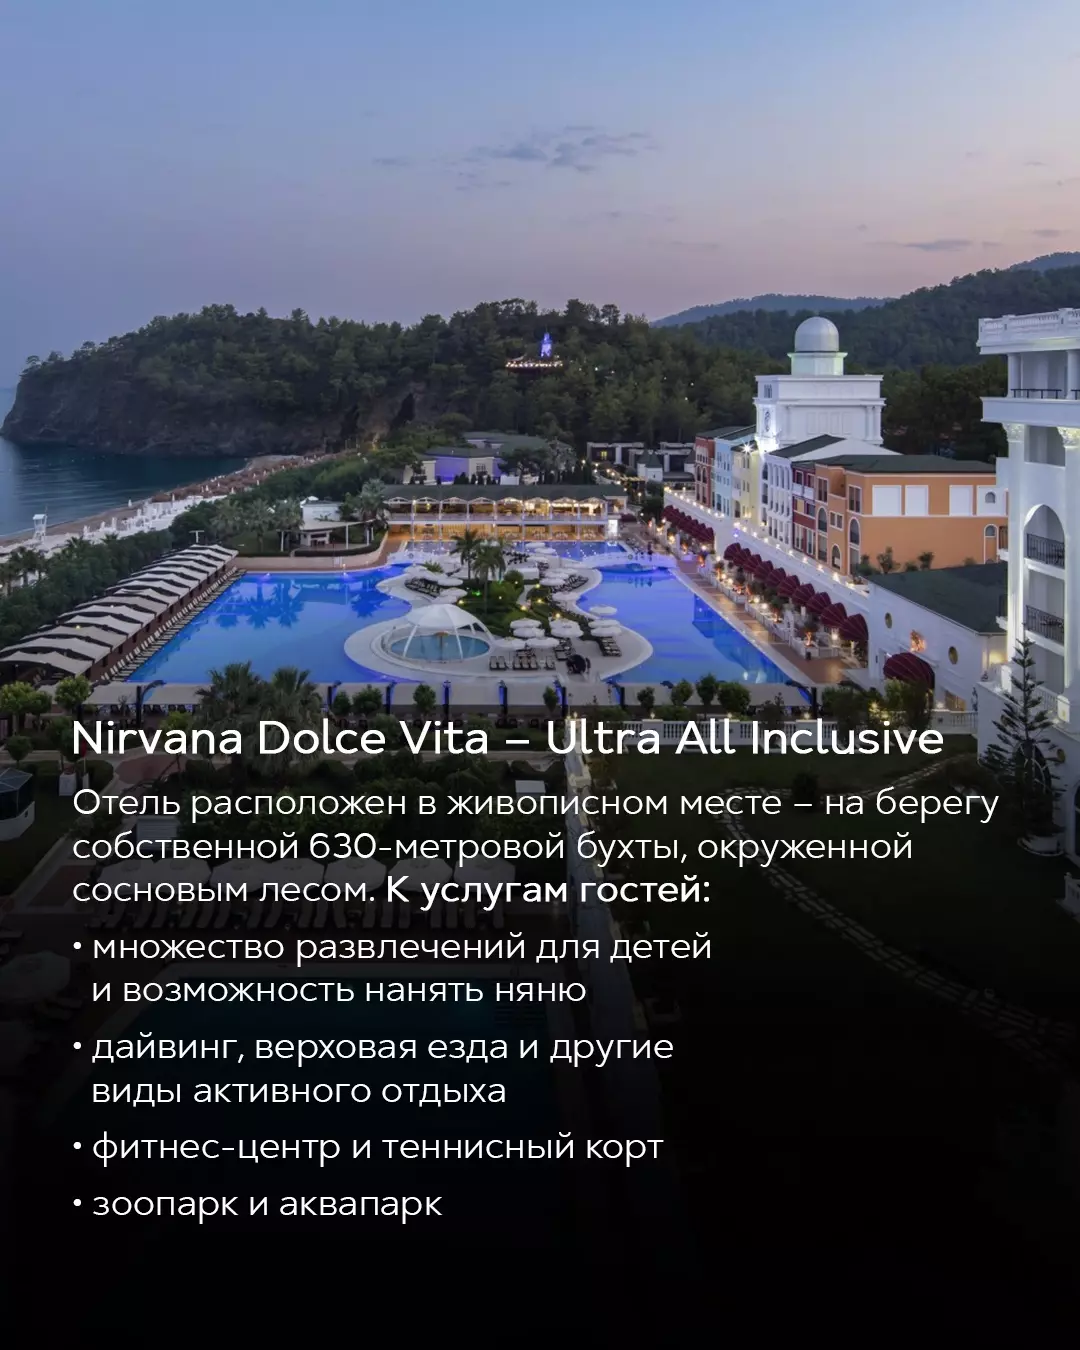 Nirvana Dolce Vita – Ultra All Inclusive
Отель расположен в живописном месте – на берегу
собственной 630-метровой бухты, окруженной
сосновым лесом. К услугам гостей:
• множество развлечений для детей
и возможность нанять няню
• дайвинг, верховая езда и другие
виды активного отдыха
• фитнес-центр и теннисный корт
• зоопарк и аквапарк